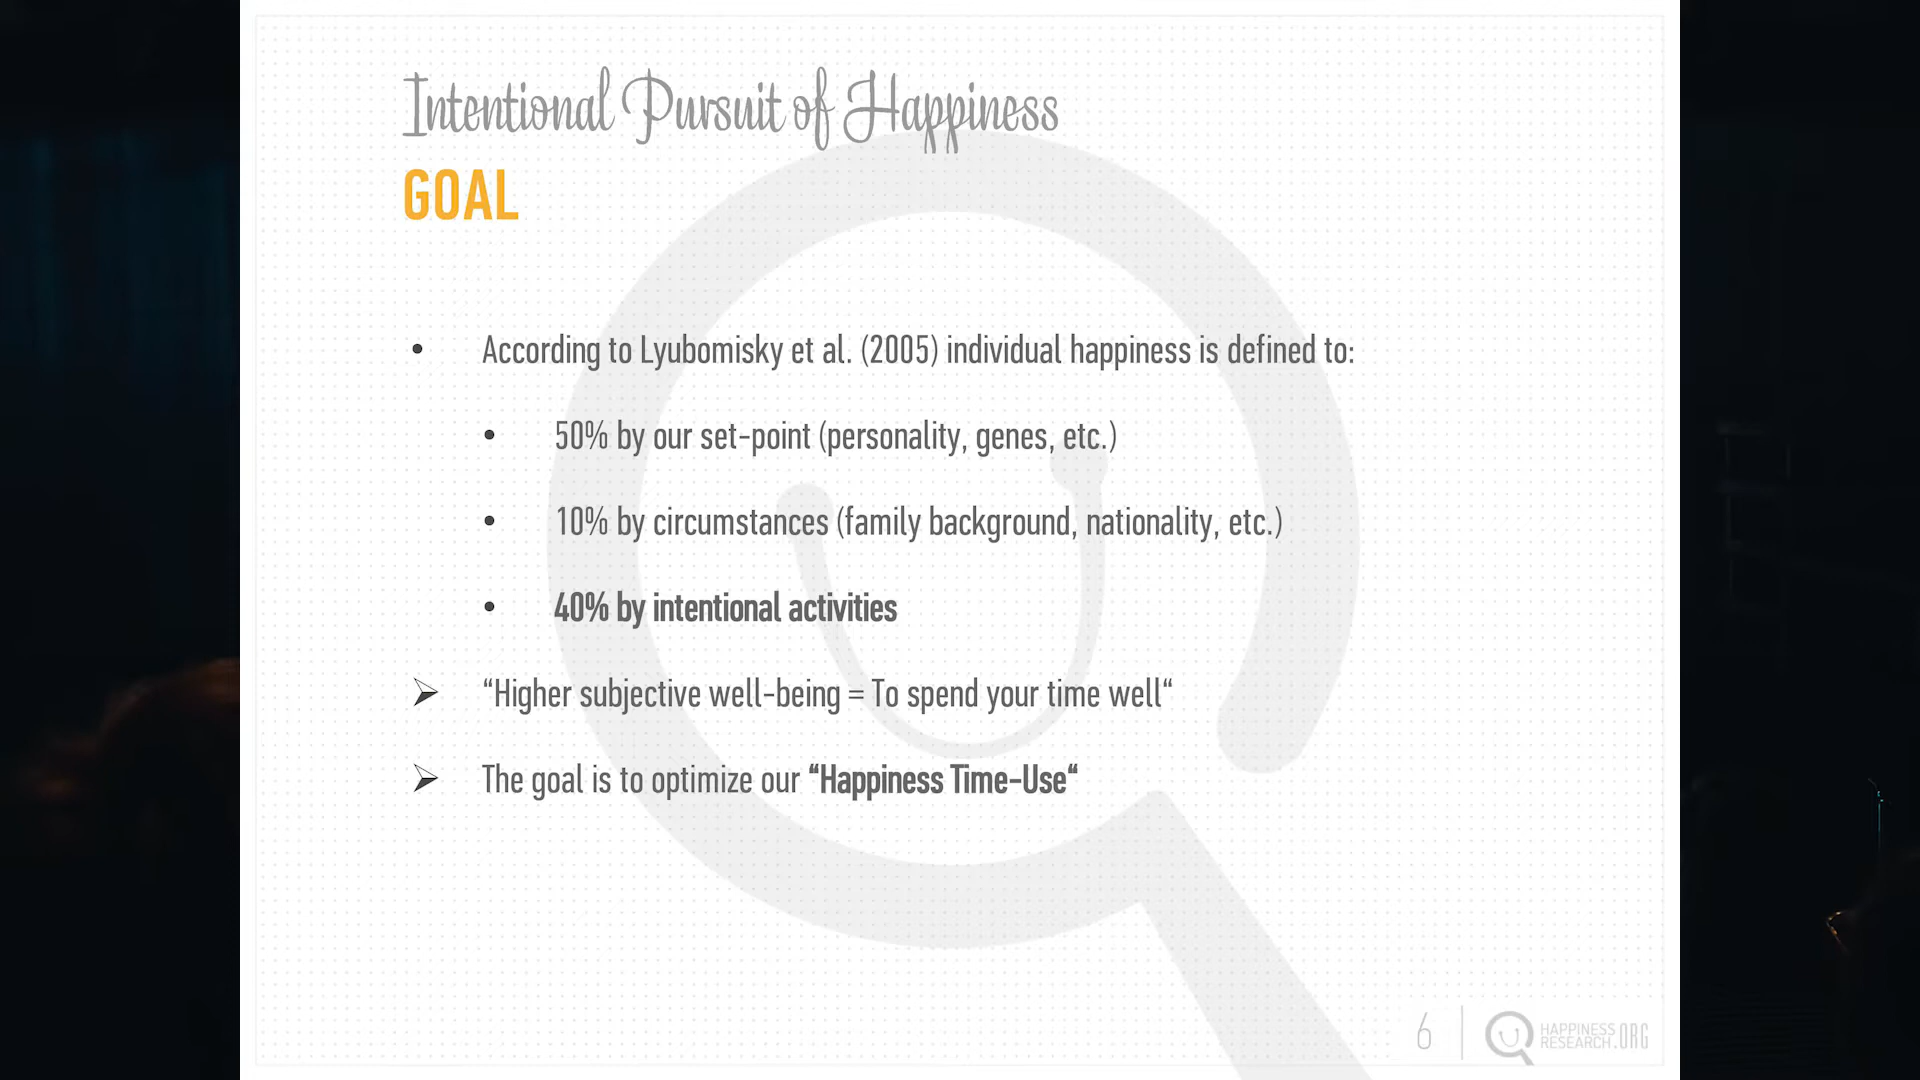 Intentional Pursuit of Happiness
GOAL
• According to Lyubomisky et al. (2005) individual happiness is defined to:
• 50% by our set-point (personality, genes, etc.)
• 10% by circumstances (family background, nationality, etc.)
• 40% by intentional activities
➢ “Higher subjective well-being = To spend your time well“
➢ The goal is to optimize our “Happiness Time-Use“
6
HAPPINESS
RESEARCH.ORG